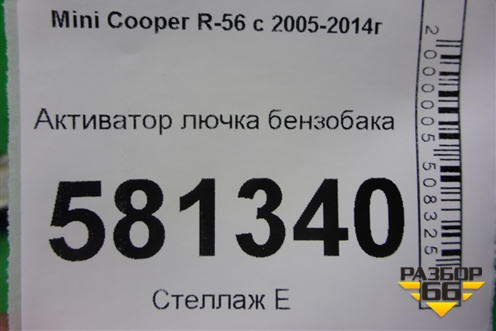 Mini Cooper R-56 с 2005-2014г
Активатор лючка бензобака
581340
Стеллаж Е
2000005508325
РАЗБОР
66